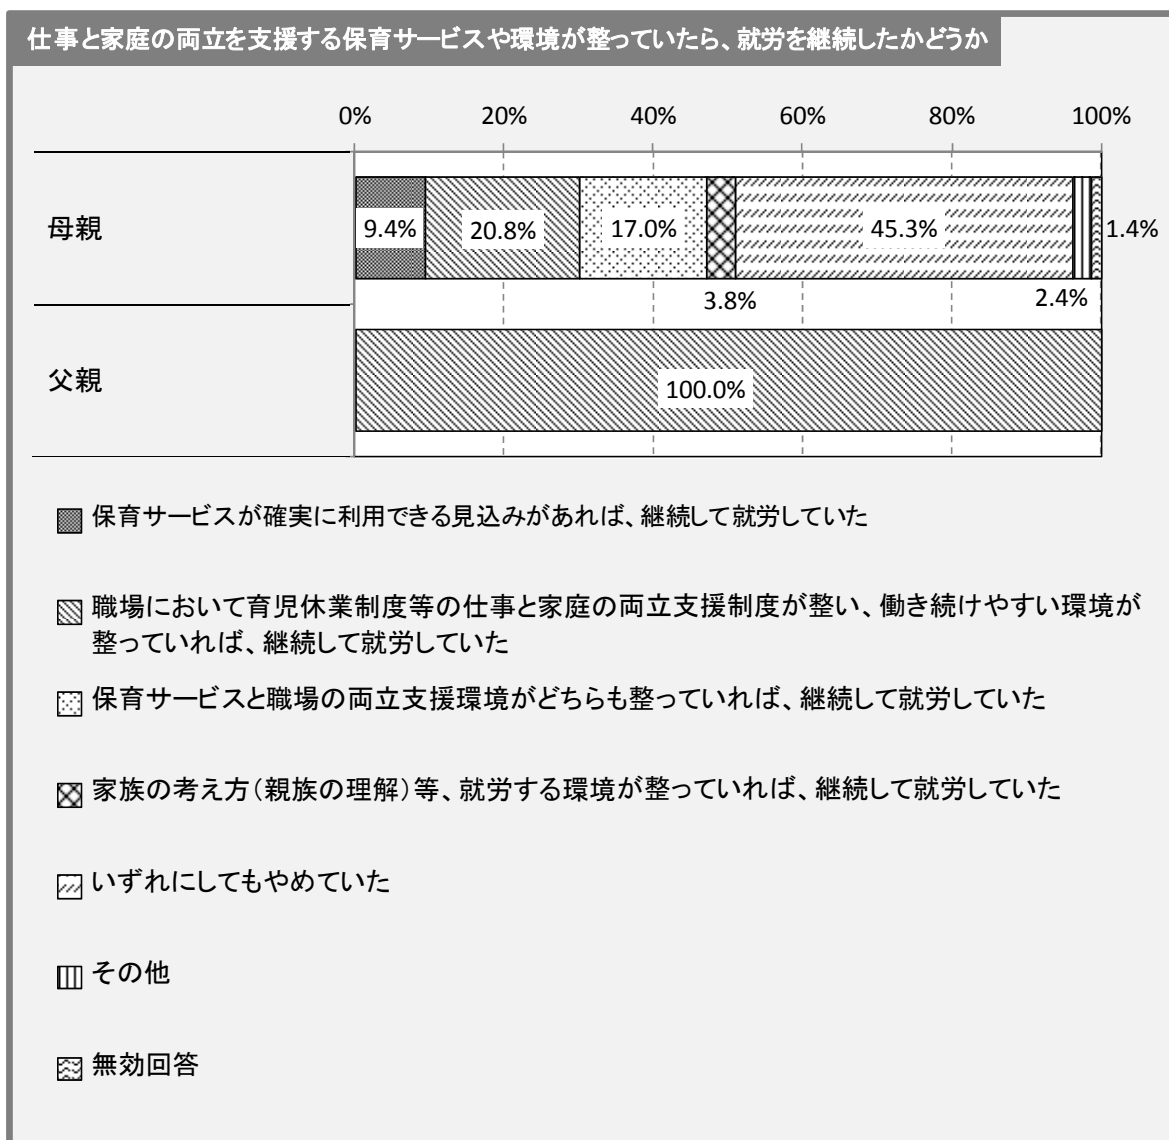 仕事と家庭の両立を支援する保育サービスや環境が整っていたら、就労を継続したかどうか
0% 20% 40% 60% 80% 100%
母親 9.4% 20.8% 17.0% 45.3% 1.4%
3.8% 2.4%
父親 100.0%
保育サービスが確実に利用できる見込みがあれば、継続して就労していた
職場において育児休業制度等の仕事と家庭の両立支援制度が整い、働き続けやすい環境が
整っていれば、継続して就労していた
保育サービスと職場の両立支援環境がどちらも整っていれば、継続して就労していた
家族の考え方(親族の理解)等、就労する環境が整っていれば、継続して就労していた
いずれにしてもやめていた
その他
無効回答